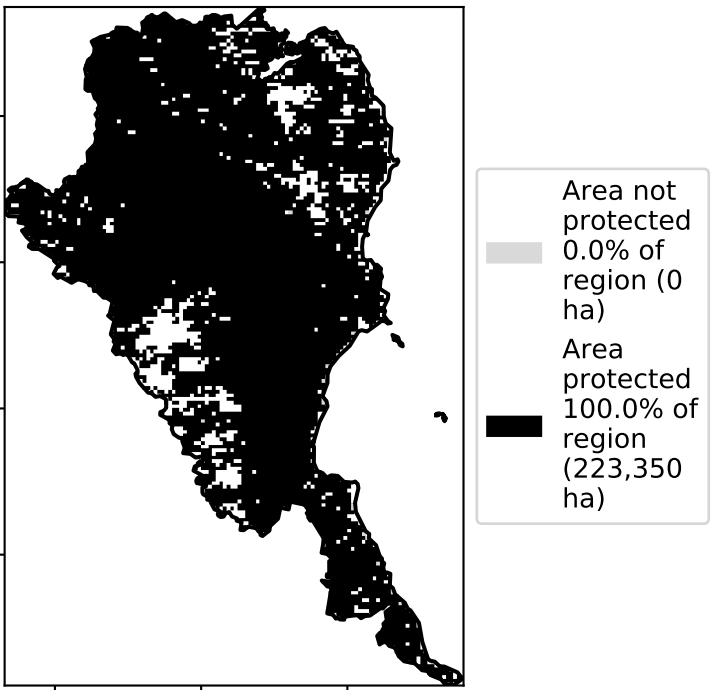 Area not
protected
0.0% of
region (0
ha)
Area
protected
100.0% of
region
(223,350
ha)